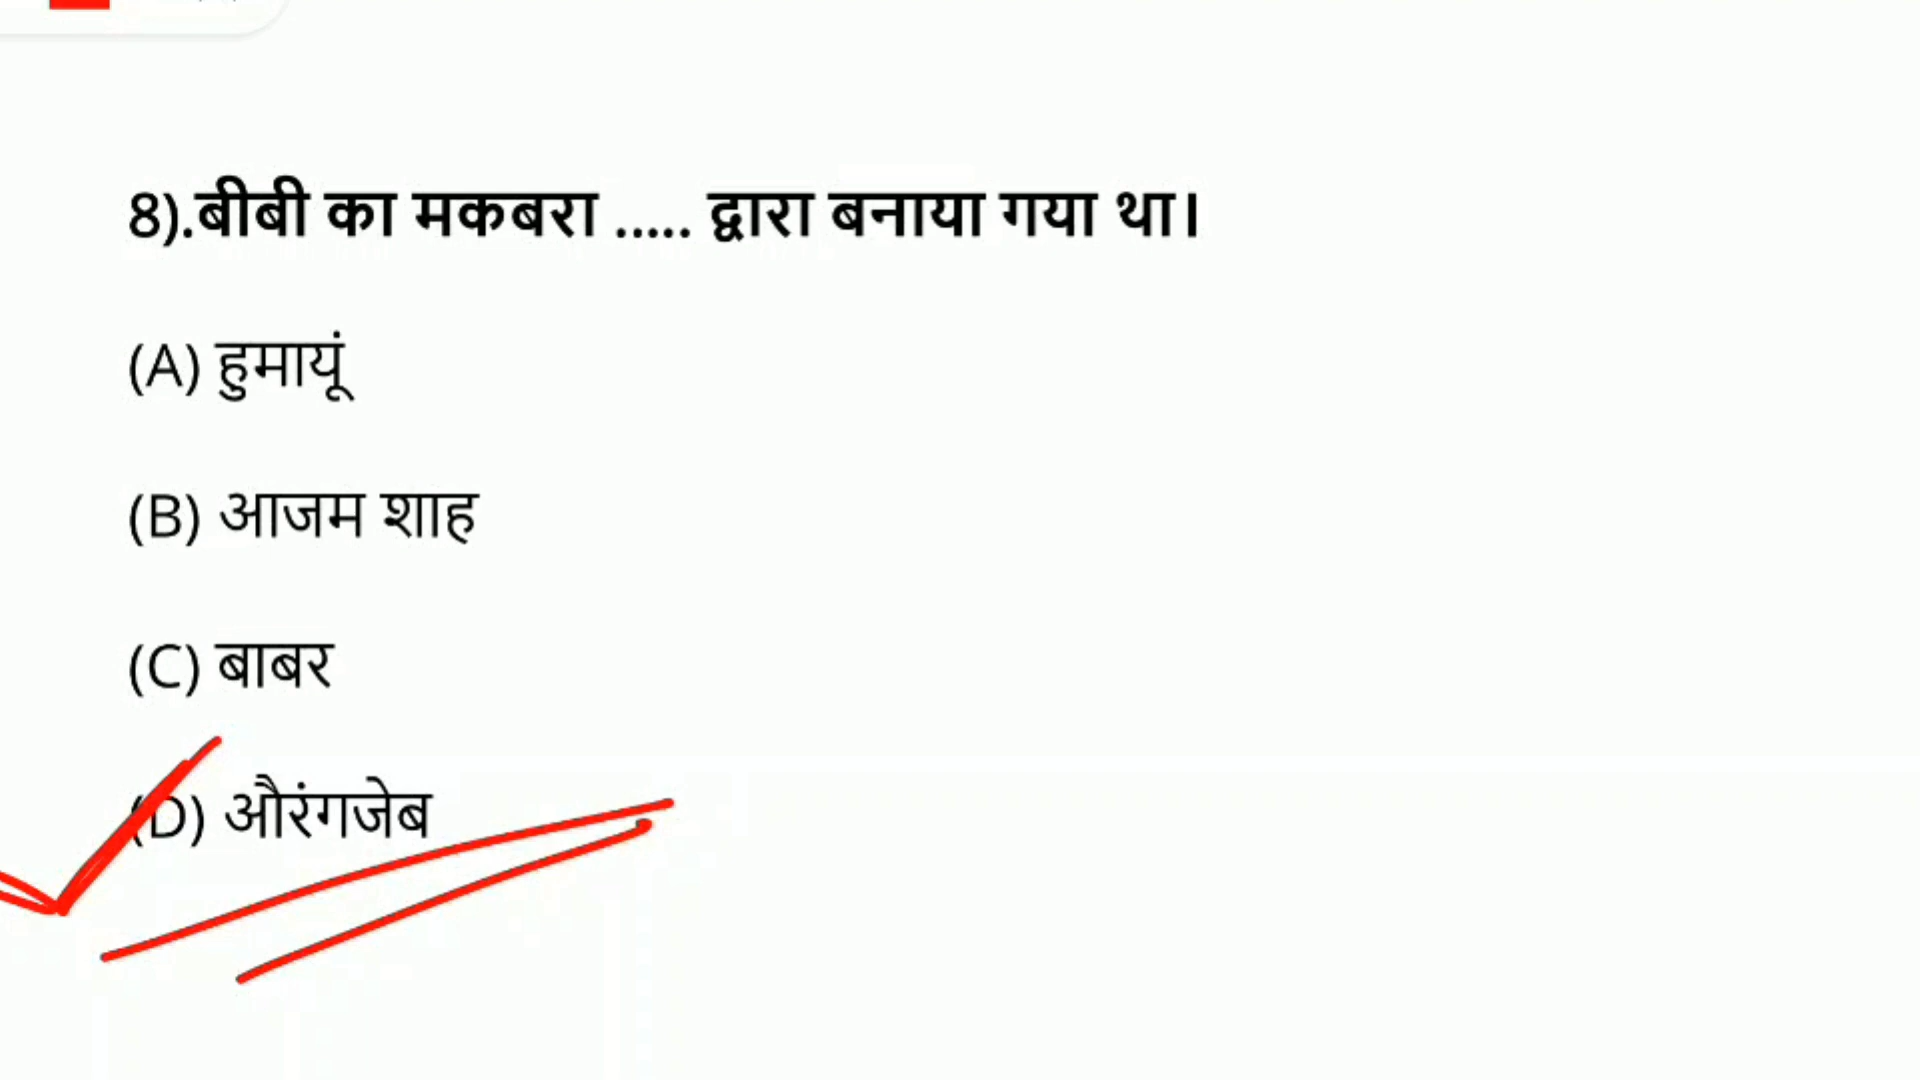 8).बीबी का मकबरा ..... द्वारा बनाया गया था।
(A) हुमायूं
(B) आजम शाह
(C) बाबर
(D) औरंगजेब